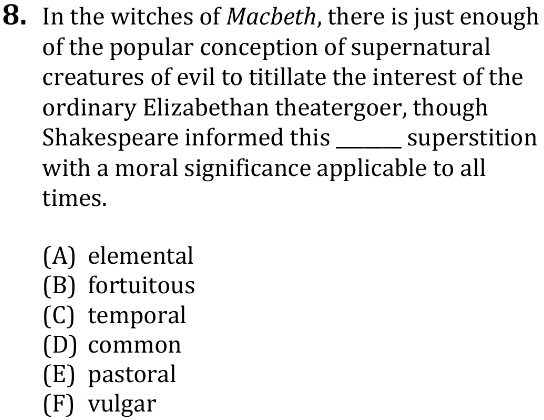 8. In the witches of Macbeth, there is just enough
of the popular conception of supernatural
creatures of evil to titillate the interest of the
ordinary Elizabethan theatergoer, though
Shakespeare informed this ______ superstition
with a moral significance applicable to all
times.
(A) elemental
(B) fortuitous
(C) temporal
(D) common
(E) pastoral
(F) vulgar